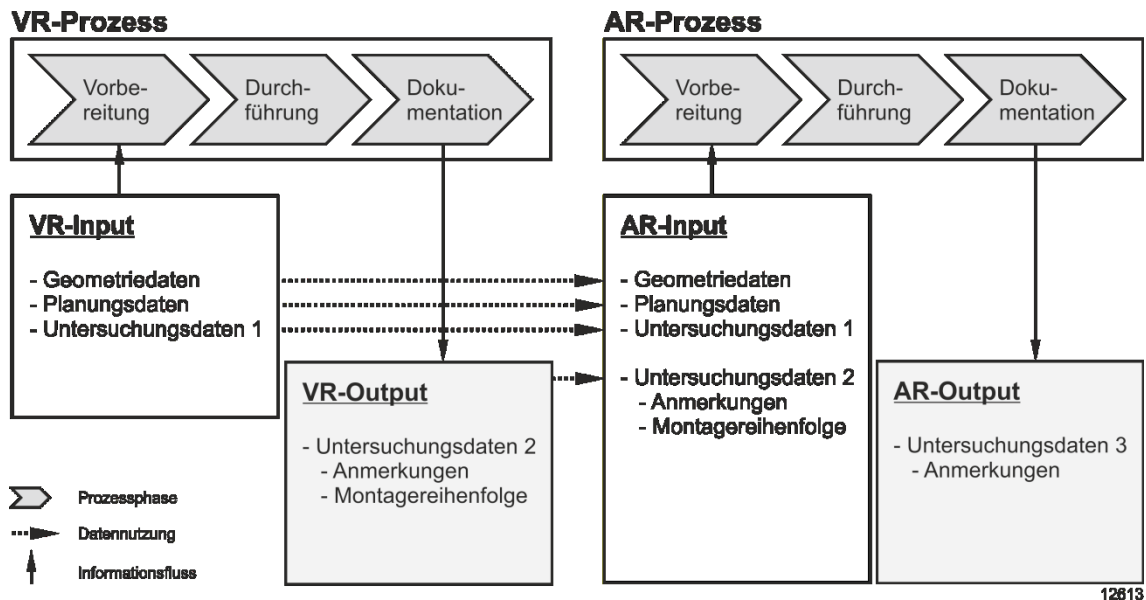 VR-Prozess
Vorbe-
reitung
Durch-
führung
Doku-
mentation
VR-Input
- Geometriedaten
- Planungsdaten
- Untersuchungsdaten 1
VR-Output
- Untersuchungsdaten 2
- Anmerkungen
- Montagereihenfolge
AR-Prozess
Vorbe-
reitung
Durch-
führung
Doku-
mentation
AR-Input
- Geometriedaten
- Planungsdaten
- Untersuchungsdaten 1
- Untersuchungsdaten 2
- Anmerkungen
- Montagereihenfolge
AR-Output
- Untersuchungsdaten 3
- Anmerkungen
Prozessphase
Datennutzung
Informationsfluss
12613